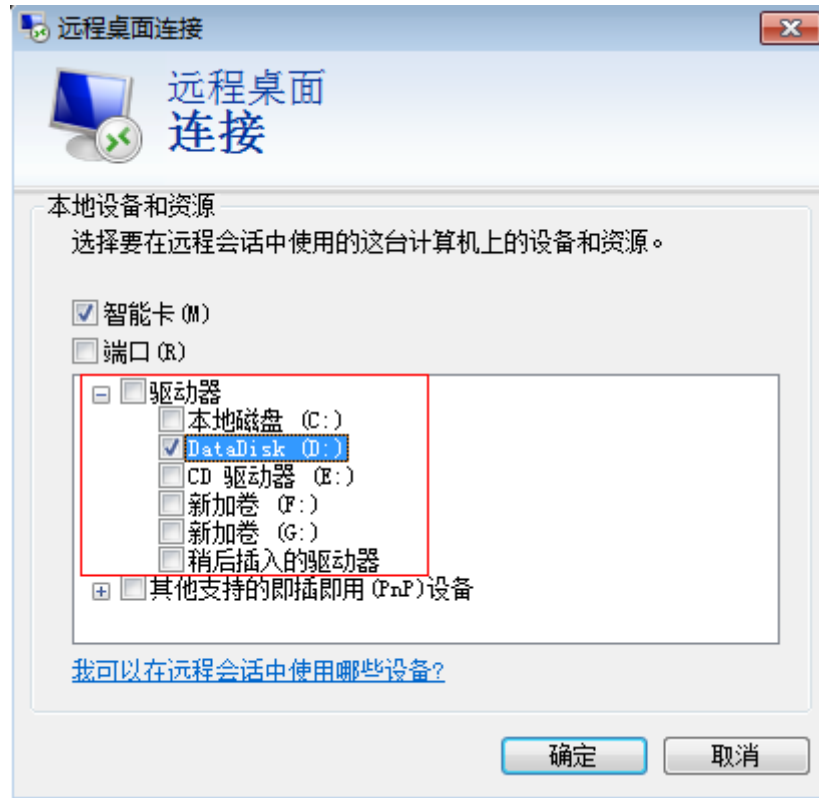 远程桌面连接
远程桌面
连接
本地设备和资源
选择要在远程会话中使用的这台计算机上的设备和资源。
智能卡(M)
端口(R)
驱动器
本地磁盘 (C:)
DataDisk (D:)
CD 驱动器 (E:)
新加卷 (F:)
新加卷 (G:)
稍后插入的驱动器
其他支持的即插即用(PnP)设备
我可以在远程会话中使用哪些设备?
确定 取消